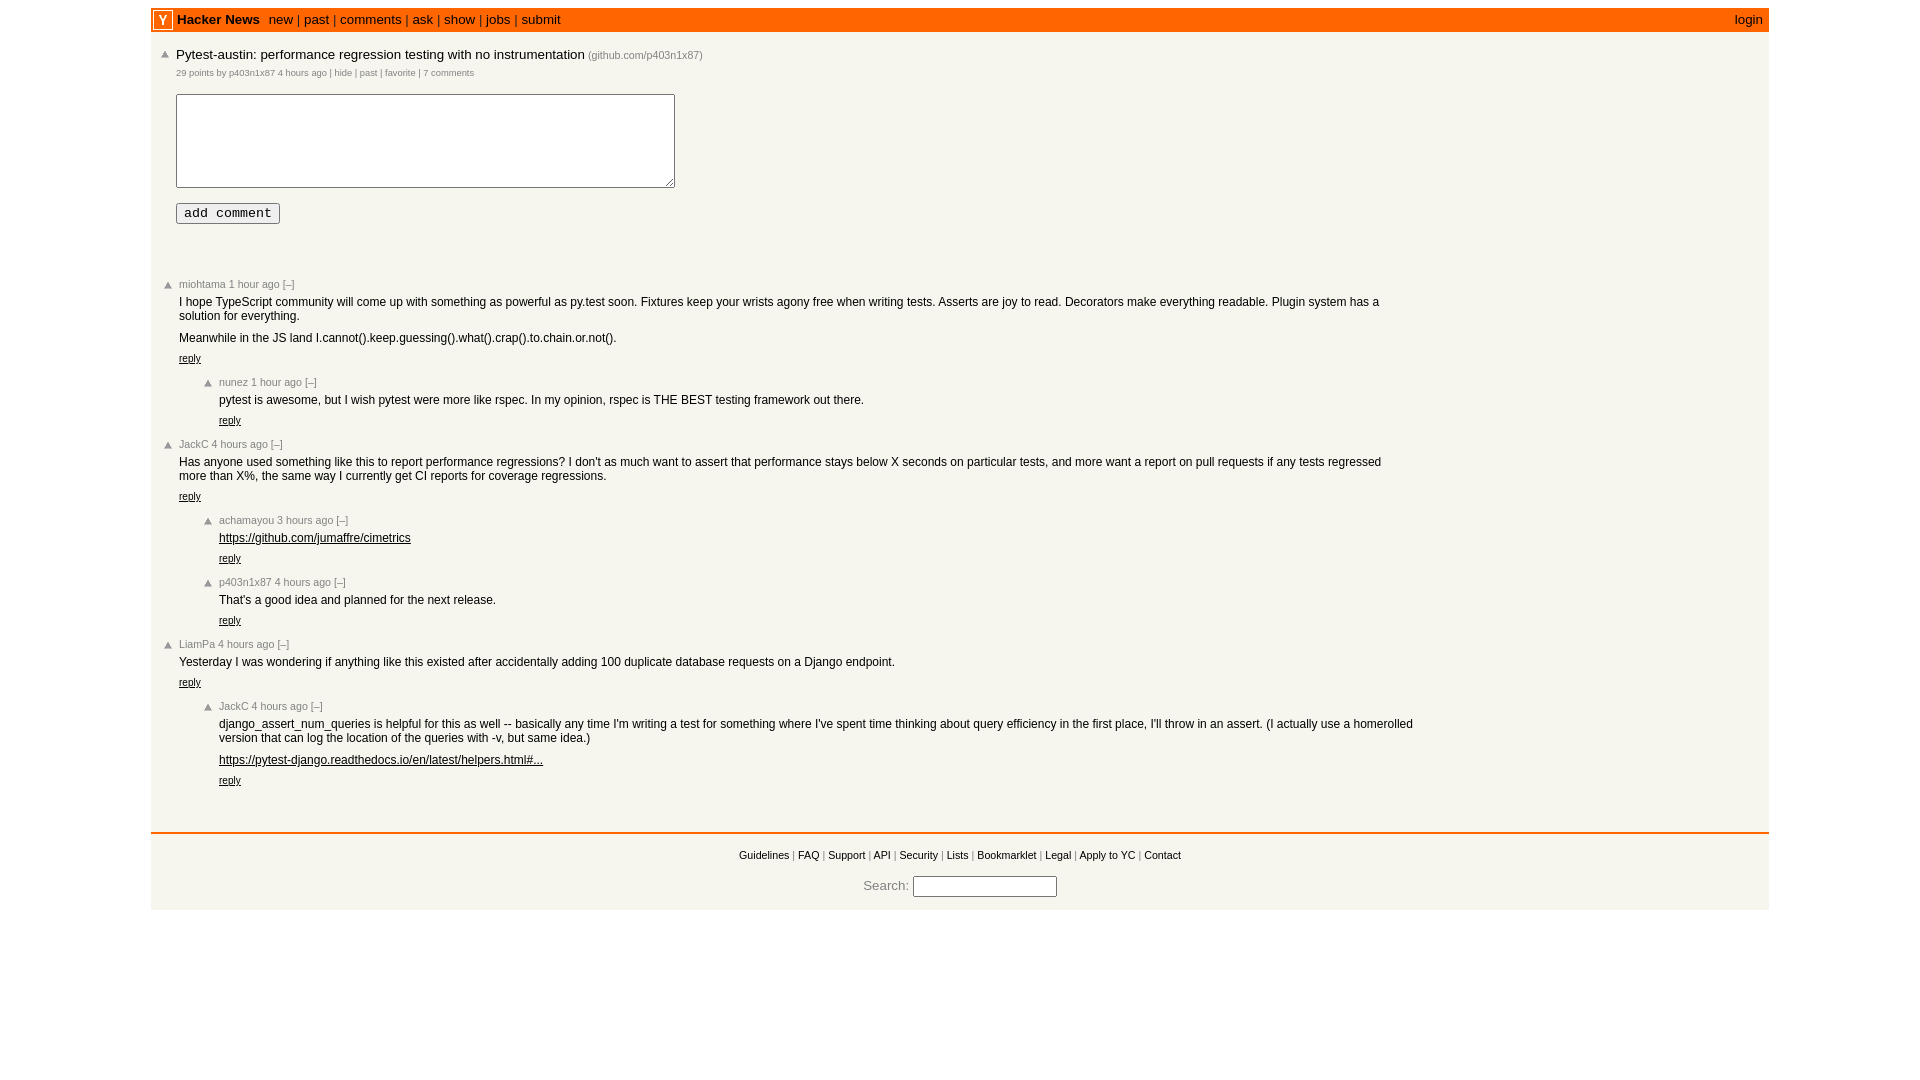 Y Hacker News new | past | comments | ask | show | jobs | submit login
Pytest-austin: performance regression testing with no instrumentation (github.com/p403n1x87)
29 points by p403n1x87 4 hours ago | hide | past | favorite | 7 comments
add comment
miohtama 1 hour ago [–]
I hope TypeScript community will come up with something as powerful as py.test soon. Fixtures keep your wrists agony free when writing tests. Asserts are joy to read. Decorators make everything readable. Plugin system has a
solution for everything.
Meanwhile in the JS land I.cannot().keep.guessing().what().crap().to.chain.or.not().
reply
nunez 1 hour ago [–]
pytest is awesome, but I wish pytest were more like rspec. In my opinion, rspec is THE BEST testing framework out there.
reply
JackC 4 hours ago [–]
Has anyone used something like this to report performance regressions? I don't as much want to assert that performance stays below X seconds on particular tests, and more want a report on pull requests if any tests regressed
more than X%, the same way I currently get CI reports for coverage regressions.
reply
achamayou 3 hours ago [–]
https://github.com/jumaffre/cimetrics
reply
p403n1x87 4 hours ago [–]
That's a good idea and planned for the next release.
reply
LiamPa 4 hours ago [–]
Yesterday I was wondering if anything like this existed after accidentally adding 100 duplicate database requests on a Django endpoint.
reply
JackC 4 hours ago [–]
django_assert_num_queries is helpful for this as well -- basically any time I'm writing a test for something where I've spent time thinking about query efficiency in the first place, I'll throw in an assert. (I actually use a homerolled
version that can log the location of the queries with -v, but same idea.)
https://pytest-django.readthedocs.io/en/latest/helpers.html#...
reply
Guidelines | FAQ | Support | API | Security | Lists | Bookmarklet | Legal | Apply to YC | Contact
Search: